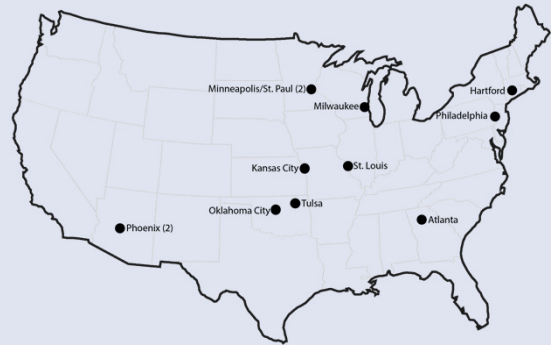 Minneapolis/St. Paul (2)
Hartford
Milwaukee
Philadelphia
Kansas City
St. Louis
Tulsa
Oklahoma City
Atlanta
Phoenix (2)